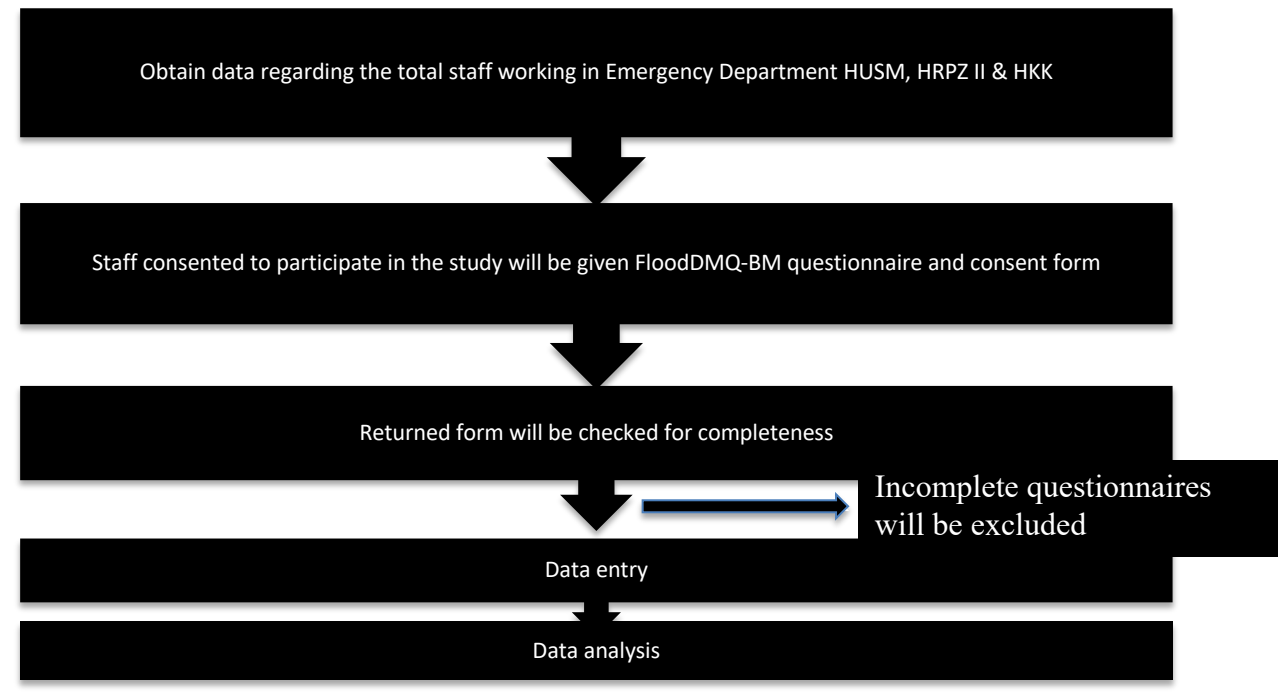 Obtain data regarding the total staff working in Emergency Department HUSM, HRPZ II & HKK
Staff consented to participate in the study will be given FloodDMQ-BM questionnaire and consent form
Returned form will be checked for completeness
Incomplete questionnaires
will be excluded
Data entry
Data analysis